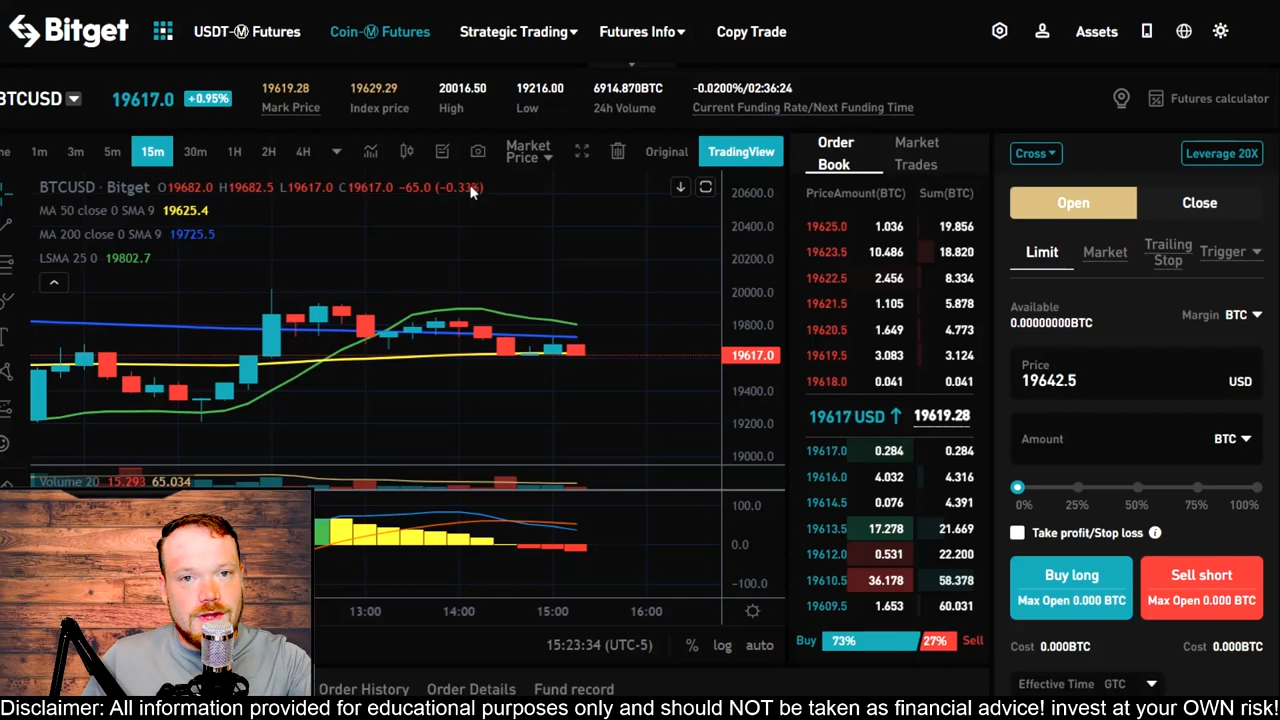 Bitget USDT-Ⓜ Futures Coin-Ⓜ Futures Strategic Trading Futures Info Copy Trade Assets
BTCUSD 19617.0 +0.95%
19619.28 19629.29 20016.50 19216.00 6914.870BTC -0.0200%/02:36:24
Mark Price Index price High Low 24h Volume Current Funding Rate/Next Funding Time
Futures calculator
1m 3m 5m 15m 30m 1H 2H 4H Market Price Original TradingView
BTCUSD · Bitget O19682.0 H19682.5 L19617.0 C19617.0 −65.0 (−0.33%)
MA 50 close 0 SMA 9 19625.4
MA 200 close 0 SMA 9 19725.5
LSMA 25 0 19802.7
20600.0
20400.0
20200.0
20000.0
19800.0
19617.0
19400.0
19200.0
19000.0
Volume 20 15.293 65.034
100.0
0.0
−100.0
13:00 14:00 15:00 16:00
15:23:34 (UTC-5) % log auto
Order History Order Details Fund record
Order Book Market Trades
PriceAmount(BTC) Sum(BTC)
19625.0 1.036 19.856
19623.5 10.486 18.820
19622.5 2.456 8.334
19621.5 1.105 5.878
19620.5 1.649 4.773
19619.5 3.083 3.124
19618.0 0.041 0.041
19617 USD ↑ 19619.28
19617.0 0.284 0.284
19616.0 4.032 4.316
19614.5 0.076 4.391
19613.5 17.278 21.669
19612.0 0.531 22.200
19610.5 36.178 58.378
19609.5 1.653 60.031
Buy 73% 27% Sell
Cross Leverage 20X
Open Close
Limit Market Trailing Stop Trigger
Available
0.00000000BTC Margin BTC
Price
19642.5 USD
Amount BTC
0% 25% 50% 75% 100%
Take profit/Stop loss
Buy long Sell short
Max Open 0.000 BTC Max Open 0.000 BTC
Cost 0.000BTC Cost 0.000BTC
Effective Time GTC
Disclaimer: All information provided for educational purposes only and should NOT be taken as financial advice! invest at your OWN risk!